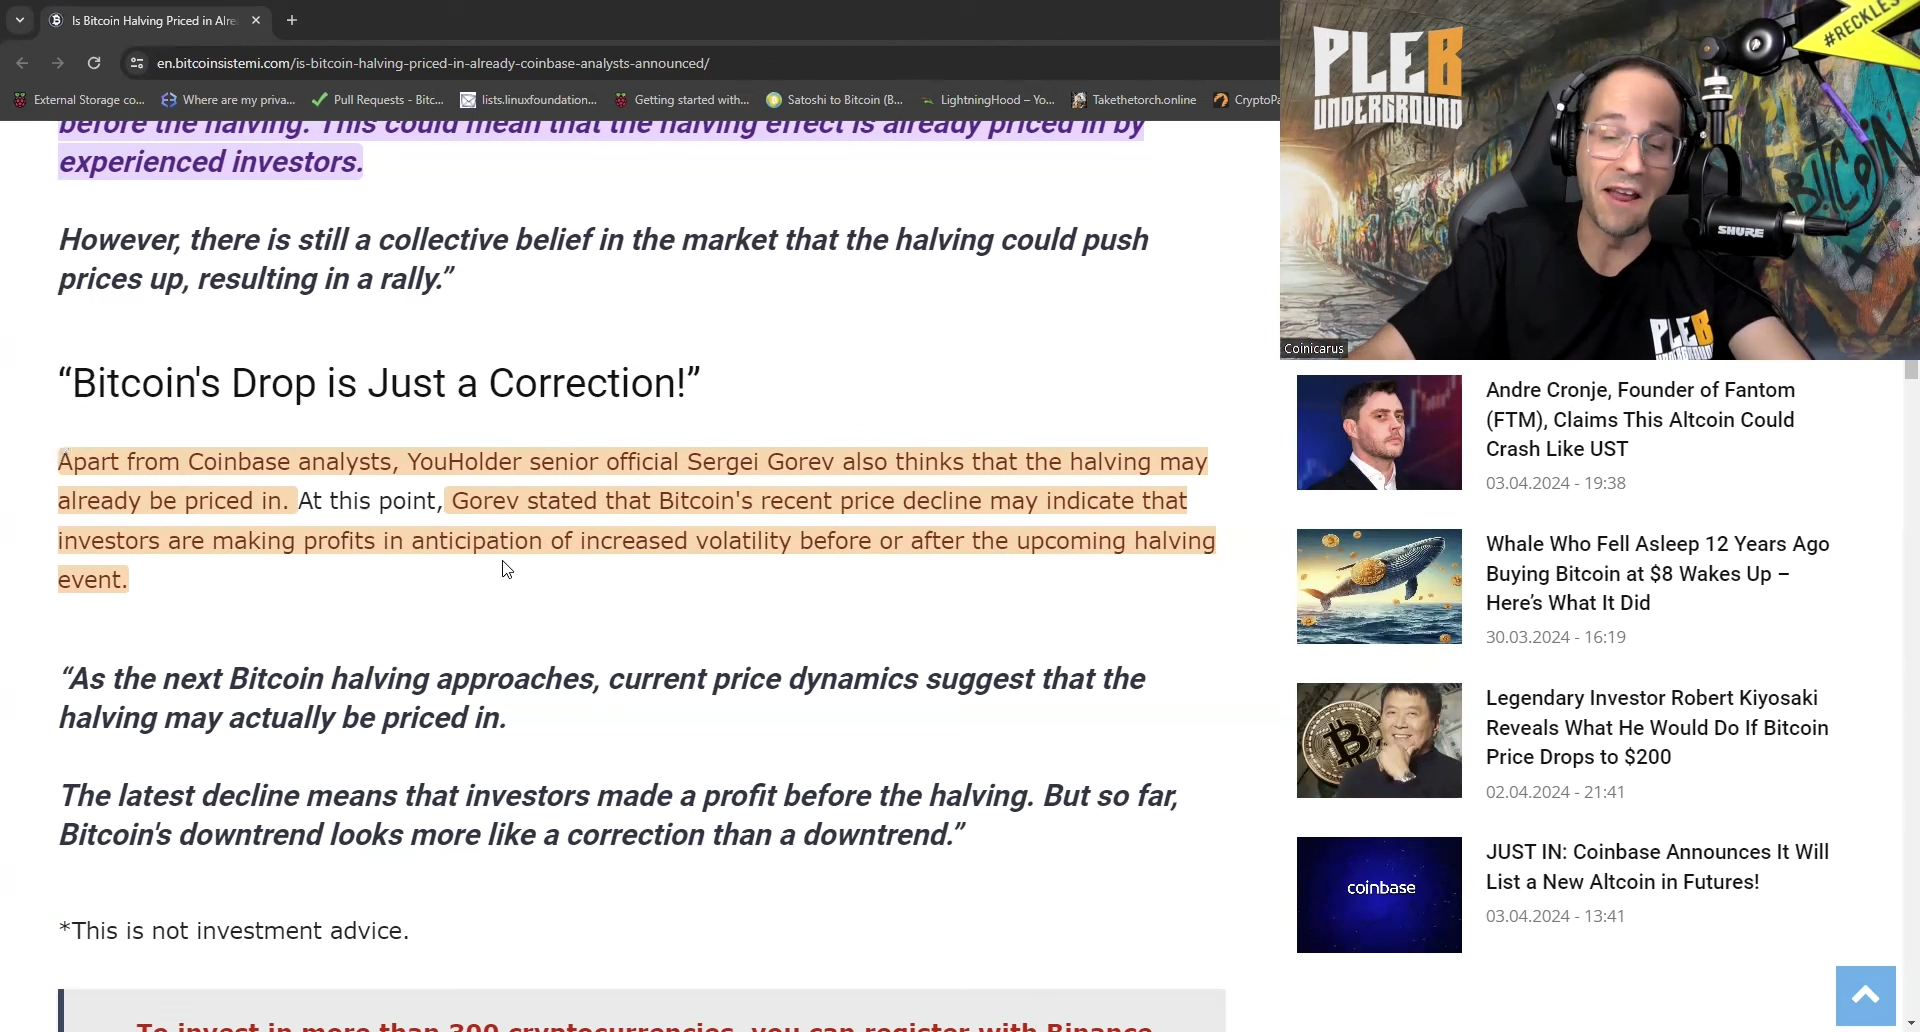 Is Bitcoin Halving Priced in Alre
en.bitcoinsistemi.com/is-bitcoin-halving-priced-in-already-coinbase-analysts-announced/
External Storage co...
Where are my priva...
Pull Requests - Bitc...
lists.linuxfoundation...
Getting started with...
Satoshi to Bitcoin (B...
LightningHood – Yo...
Takethetorch.online
CryptoPa
before the halving. This could mean that the halving effect is already priced in by
experienced investors.
However, there is still a collective belief in the market that the halving could push
prices up, resulting in a rally.”
“Bitcoin's Drop is Just a Correction!”
Apart from Coinbase analysts, YouHolder senior official Sergei Gorev also thinks that the halving may
already be priced in. At this point, Gorev stated that Bitcoin's recent price decline may indicate that
investors are making profits in anticipation of increased volatility before or after the upcoming halving
event.
“As the next Bitcoin halving approaches, current price dynamics suggest that the
halving may actually be priced in.
The latest decline means that investors made a profit before the halving. But so far,
Bitcoin's downtrend looks more like a correction than a downtrend.”
*This is not investment advice.
To invest in more than 300 cryptocurrencies, you can register with Binance
PLEB
UNDERGROUND
#RECKLES
BITCOIN
SHURE
PLEB
Coinicarus
Andre Cronje, Founder of Fantom
(FTM), Claims This Altcoin Could
Crash Like UST
03.04.2024 - 19:38
Whale Who Fell Asleep 12 Years Ago
Buying Bitcoin at $8 Wakes Up –
Here’s What It Did
30.03.2024 - 16:19
Legendary Investor Robert Kiyosaki
Reveals What He Would Do If Bitcoin
Price Drops to $200
02.04.2024 - 21:41
coinbase
JUST IN: Coinbase Announces It Will
List a New Altcoin in Futures!
03.04.2024 - 13:41